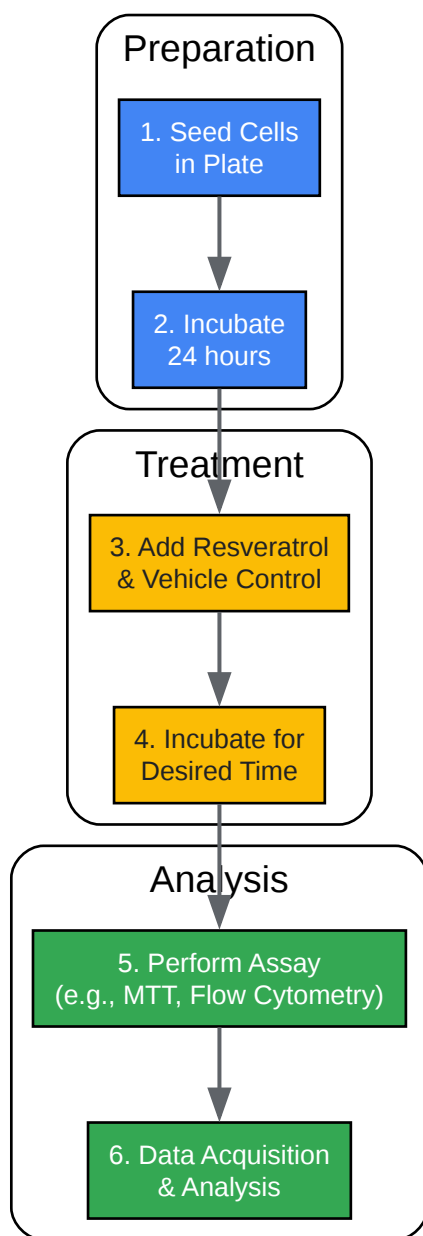 Preparation
1. Seed Cells
in Plate
2. Incubate
24 hours
Treatment
3. Add Resveratrol
& Vehicle Control
4. Incubate for
Desired Time
Analysis
5. Perform Assay
(e.g., MTT, Flow Cytometry)
6. Data Acquisition
& Analysis